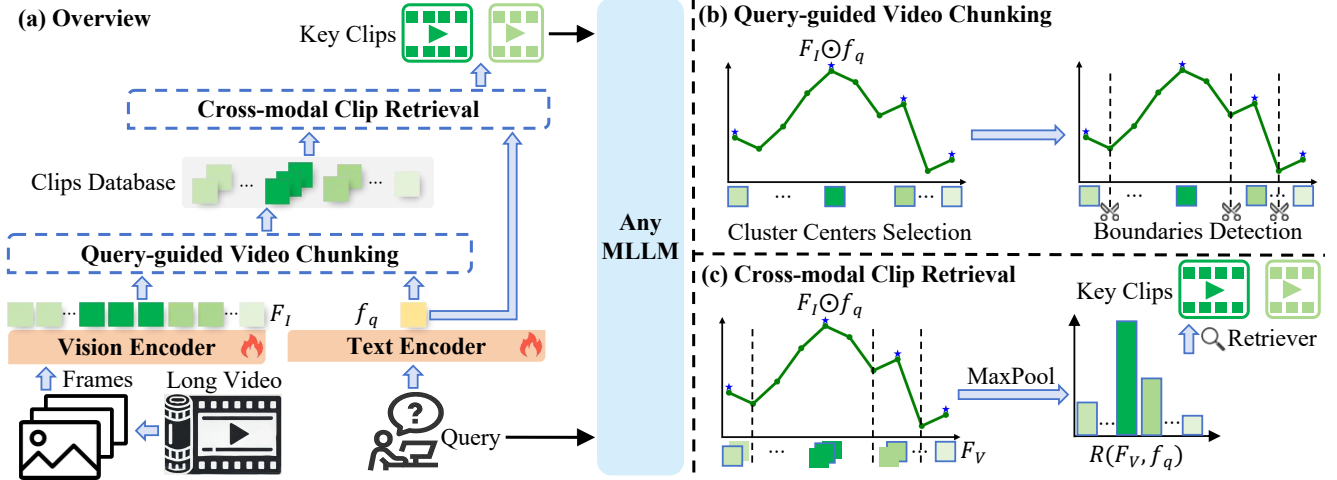 (a) Overview
Key Clips
Cross-modal Clip Retrieval
Clips Database
... ...
Query-guided Video Chunking
... ... F_I
f_q
Vision Encoder
Text Encoder
Frames
Long Video
?
Query
Any
MLLM
(b) Query-guided Video Chunking
F_I⊙f_q
... ...
... ...
Cluster Centers Selection
Boundaries Detection
(c) Cross-modal Clip Retrieval
F_I⊙f_q
Key Clips
Retriever
MaxPool
... ... F_V
... ...
R(F_V, f_q)